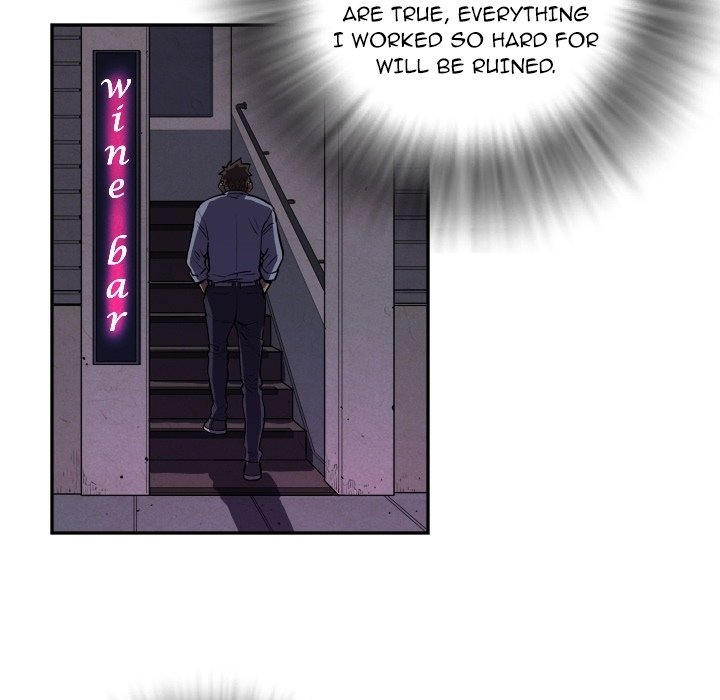 ARE TRUE, EVERYTHING
I WORKED SO HARD FOR
WILL BE RUINED.
wine bar